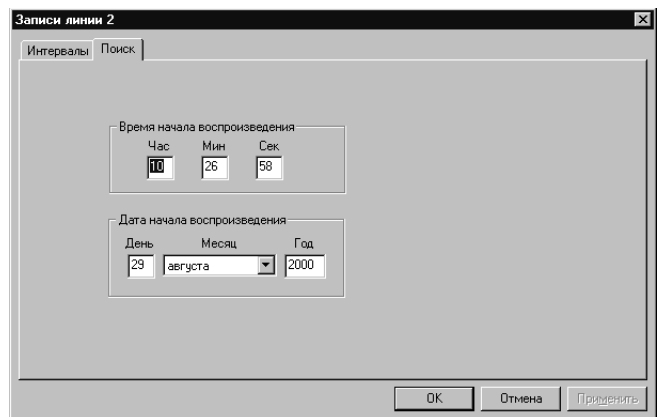 Записи линии 2
Интервалы Поиск
Время начала воспроизведения
Час Мин Сек
10 26 58
Дата начала воспроизведения
День Месяц Год
29 августа 2000
OK Отмена Применить